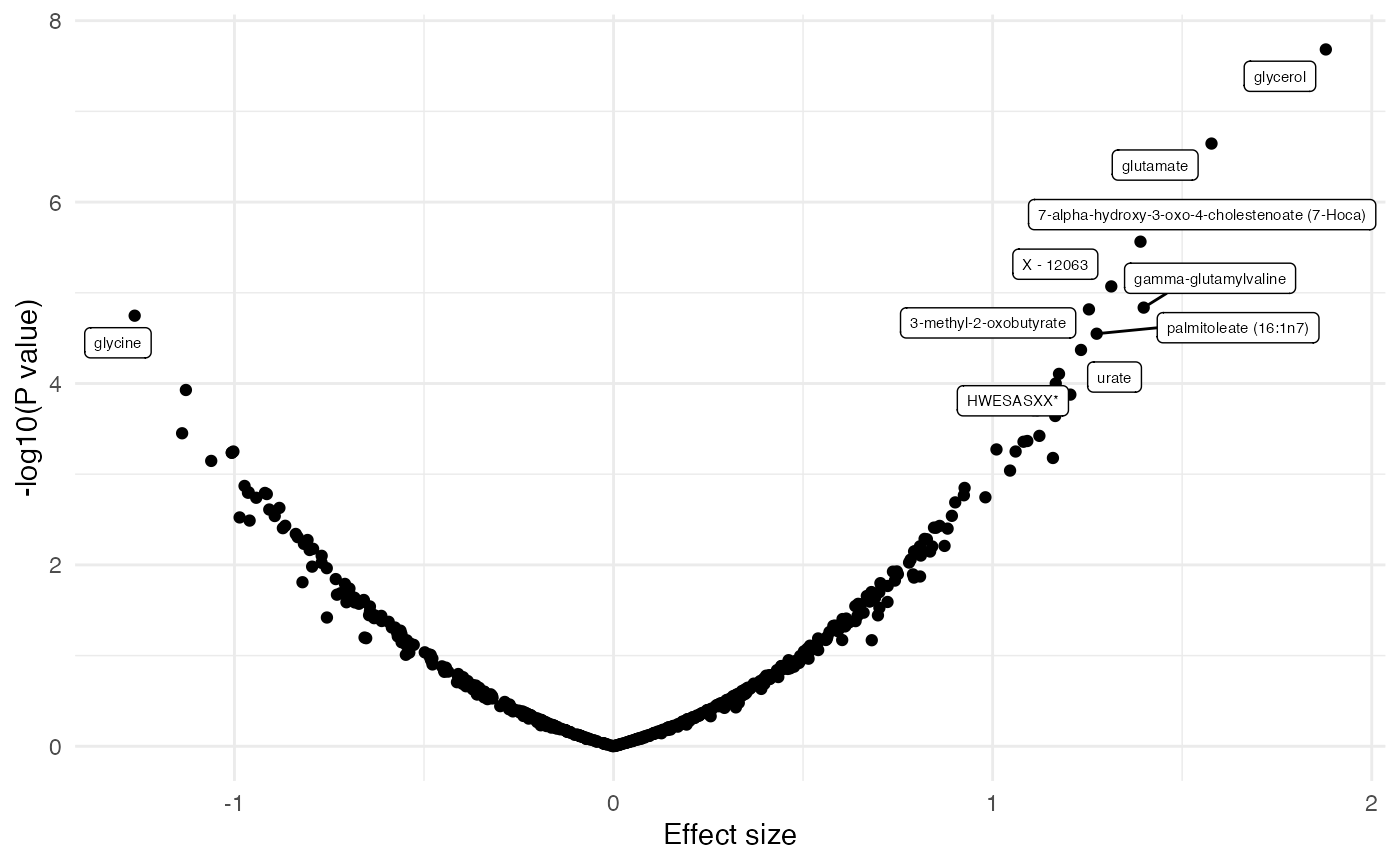 8
glycerol
glutamate
6
7-alpha-hydroxy-3-oxo-4-cholestenoate (7-Hoca)
X - 12063
gamma-glutamylvaline
3-methyl-2-oxobutyrate
palmitoleate (16:1n7)
glycine
4
urate
HWESASXX*
2
0
-log10(P value)
-1
0
1
2
Effect size